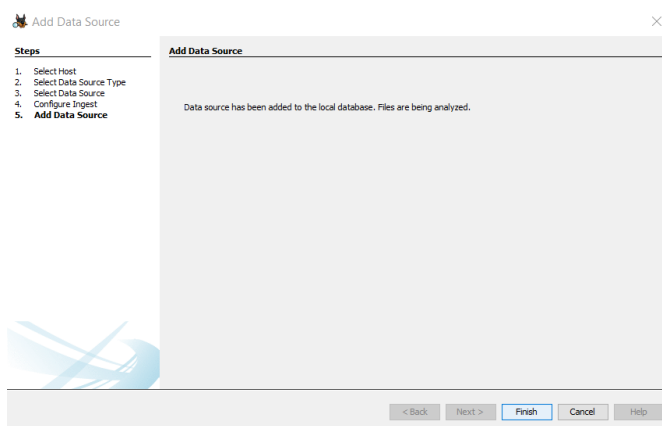 Add Data Source
Steps
1. Select Host
2. Select Data Source Type
3. Select Data Source
4. Configure Ingest
5. Add Data Source
Add Data Source
Data source has been added to the local database. Files are being analyzed.
< Back Next > Finish Cancel Help